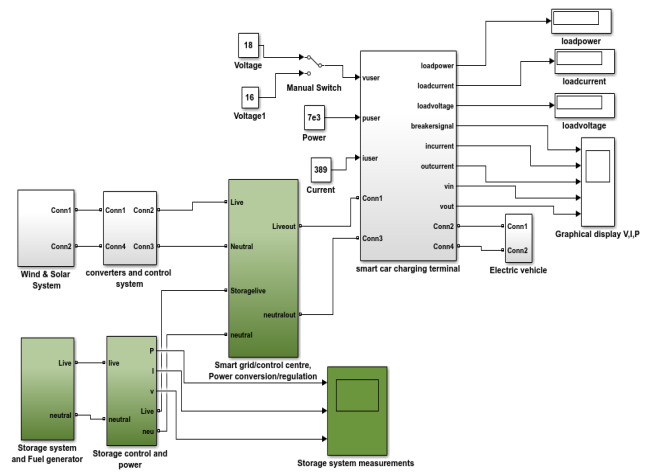 18
Voltage
16
Voltage1
Manual Switch
7e3
Power
389
Current
vuser
puser
iuser
Conn1
Conn3
loadpower
loadcurrent
loadvoltage
breakersignal
incurrent
outcurrent
vin
vout
Conn2
Conn4
smart car charging terminal
loadpower
loadcurrent
loadvoltage
Graphical display V,I,P
Conn1
Conn2
Electric vehicle
Conn1
Conn2
Wind & Solar
System
Conn1
Conn2
Conn4
Conn3
converters and control
system
Live
Neutral
Storagelive
neutral
Liveout
neutralout
Smart grid/control centre,
Power conversion/regulation
Live
neutral
Storage system
and Fuel generator
live
neutral
P
I
v
Live
neu
Storage control and
power
Storage system measurements